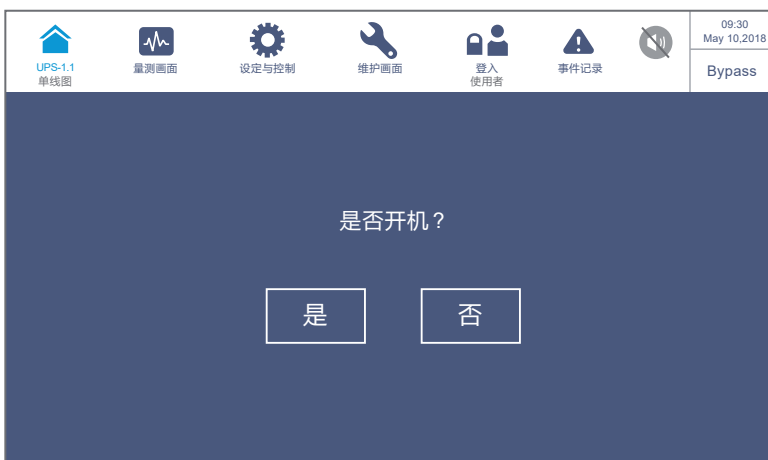 UPS-1.1
单线图
量测画面
设定与控制
维护画面
登入
使用者
事件记录
09:30
May 10,2018
Bypass
是否开机？
是
否